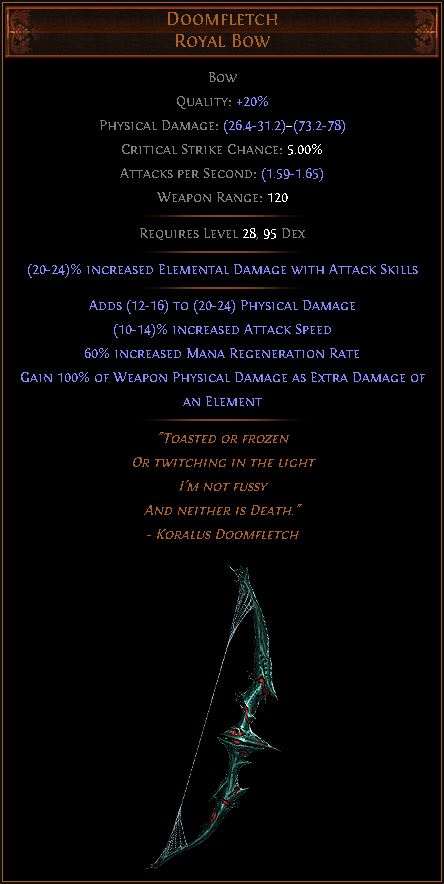 Doomfletch
Royal Bow
Bow
Quality: +20%
Physical Damage: (26.4-31.2)-(73.2-78)
Critical Strike Chance: 5.00%
Attacks per Second: (1.59-1.65)
Weapon Range: 120
Requires Level 28, 95 Dex
(20-24)% increased Elemental Damage with Attack Skills
Adds (12-16) to (20-24) Physical Damage
(10-14)% increased Attack Speed
60% increased Mana Regeneration Rate
Gain 100% of Weapon Physical Damage as Extra Damage of
an Element
"Toasted or frozen
Or twitching in the light
I'm not fussy
And neither is Death."
- Koralus Doomfletch